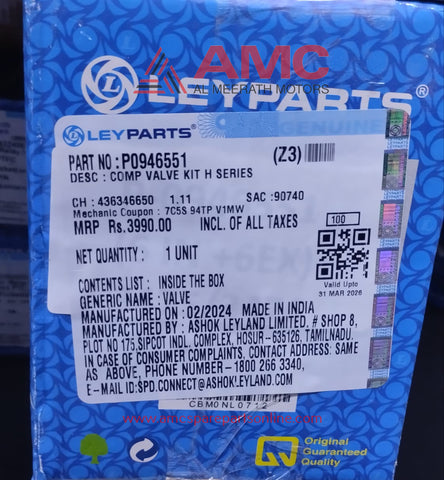 AMC
AL MEERATH MOTORS
LEYPARTS®
GENUINE
LEYPARTS®
PART NO : P0946551 (Z3)
DESC : COMP VALVE KIT H SERIES
CH : 436346650 1.11 SAC : 90740
Mechanic Coupon : 7C5S 94TP V1MW
MRP Rs.3990.00 INCL. OF ALL TAXES
100
NET QUANTITY : 1 UNIT
Valid Upto
31 MAR 2026
CONTENTS LIST : INSIDE THE BOX
GENERIC NAME : VALVE
MANUFACTURED ON : 02/2024 MADE IN INDIA
MANUFACTURED BY : ASHOK LEYLAND LIMITED, # SHOP 8,
PLOT NO 175,SIPCOT INDL. COMPLEX, HOSUR-635126, TAMILNADU.
IN CASE OF CONSUMER COMPLAINTS, CONTACT ADDRESS: SAME
AS ABOVE, PHONE NUMBER-1800 266 3340,
E-MAIL ID:SPD.CONNECT@ASHOKLEYLAND.COM
CBM0NL0712
www.amcsparepartsonline.com
Original
Guaranteed
Quality